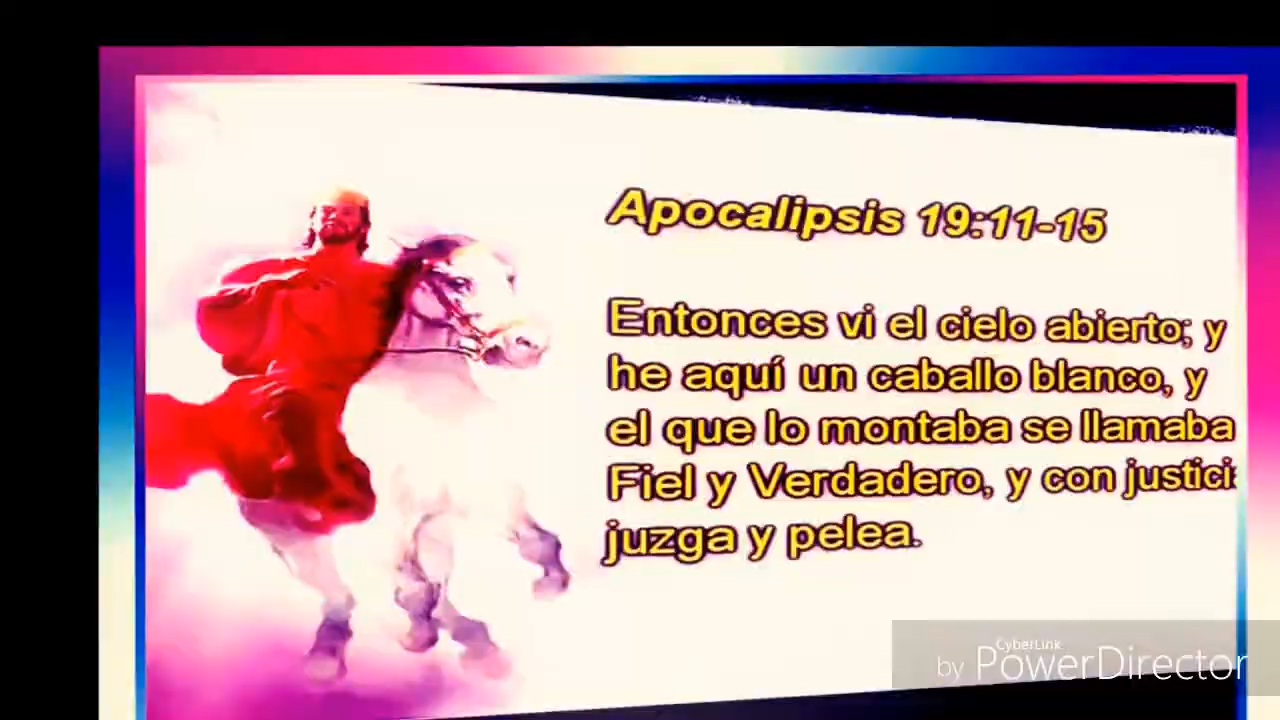 Apocalipsis 19:11-15
Entonces vi el cielo abierto; y
he aquí un caballo blanco, y
el que lo montaba se llamaba
Fiel y Verdadero, y con justici
juzga y pelea.
CyberLink
by PowerDirector